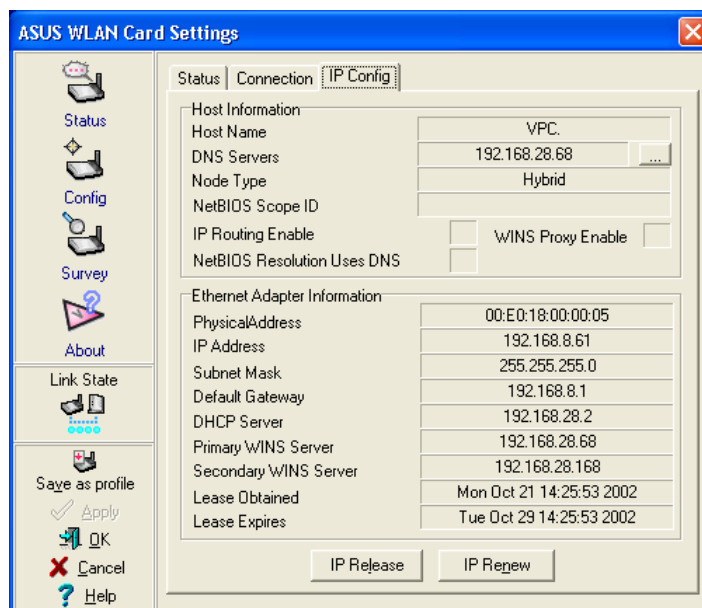 ASUS WLAN Card Settings
Status
Config
Survey
About
Link State
Save as profile
Apply
OK
Cancel
Help
Status
Connection
IP Config
Host Information
Host Name VPC.
DNS Servers 192.168.28.68 ...
Node Type Hybrid
NetBIOS Scope ID
IP Routing Enable WINS Proxy Enable
NetBIOS Resolution Uses DNS
Ethernet Adapter Information
PhysicalAddress 00:E0:18:00:00:05
IP Address 192.168.8.61
Subnet Mask 255.255.255.0
Default Gateway 192.168.8.1
DHCP Server 192.168.28.2
Primary WINS Server 192.168.28.68
Secondary WINS Server 192.168.28.168
Lease Obtained Mon Oct 21 14:25:53 2002
Lease Expires Tue Oct 29 14:25:53 2002
IP Release
IP Renew